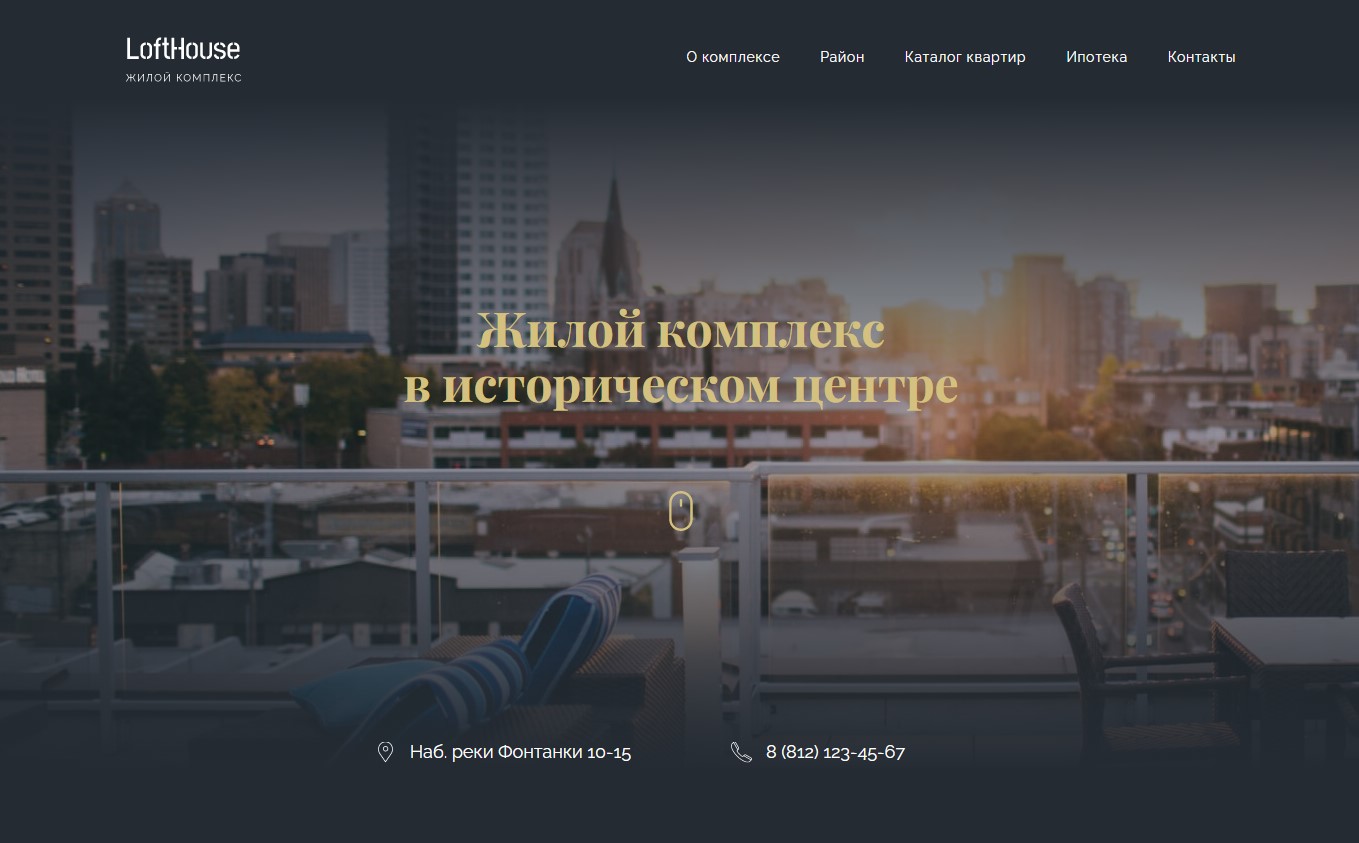 LoftHouse
ЖИЛОЙ КОМПЛЕКС
О комплексе Район Каталог квартир Ипотека Контакты
Жилой комплекс
в историческом центре
Наб. реки Фонтанки 10-15 8 (812) 123-45-67